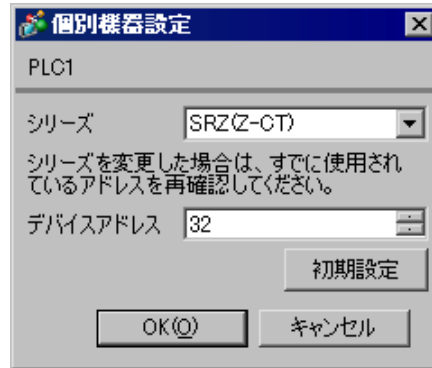 個別機器設定
PLC1
シリーズ SRZ(Z-CT)
シリーズを変更した場合は、すでに使用され
ているアドレスを再確認してください。
デバイスアドレス 32
初期設定
OK(O) キャンセル